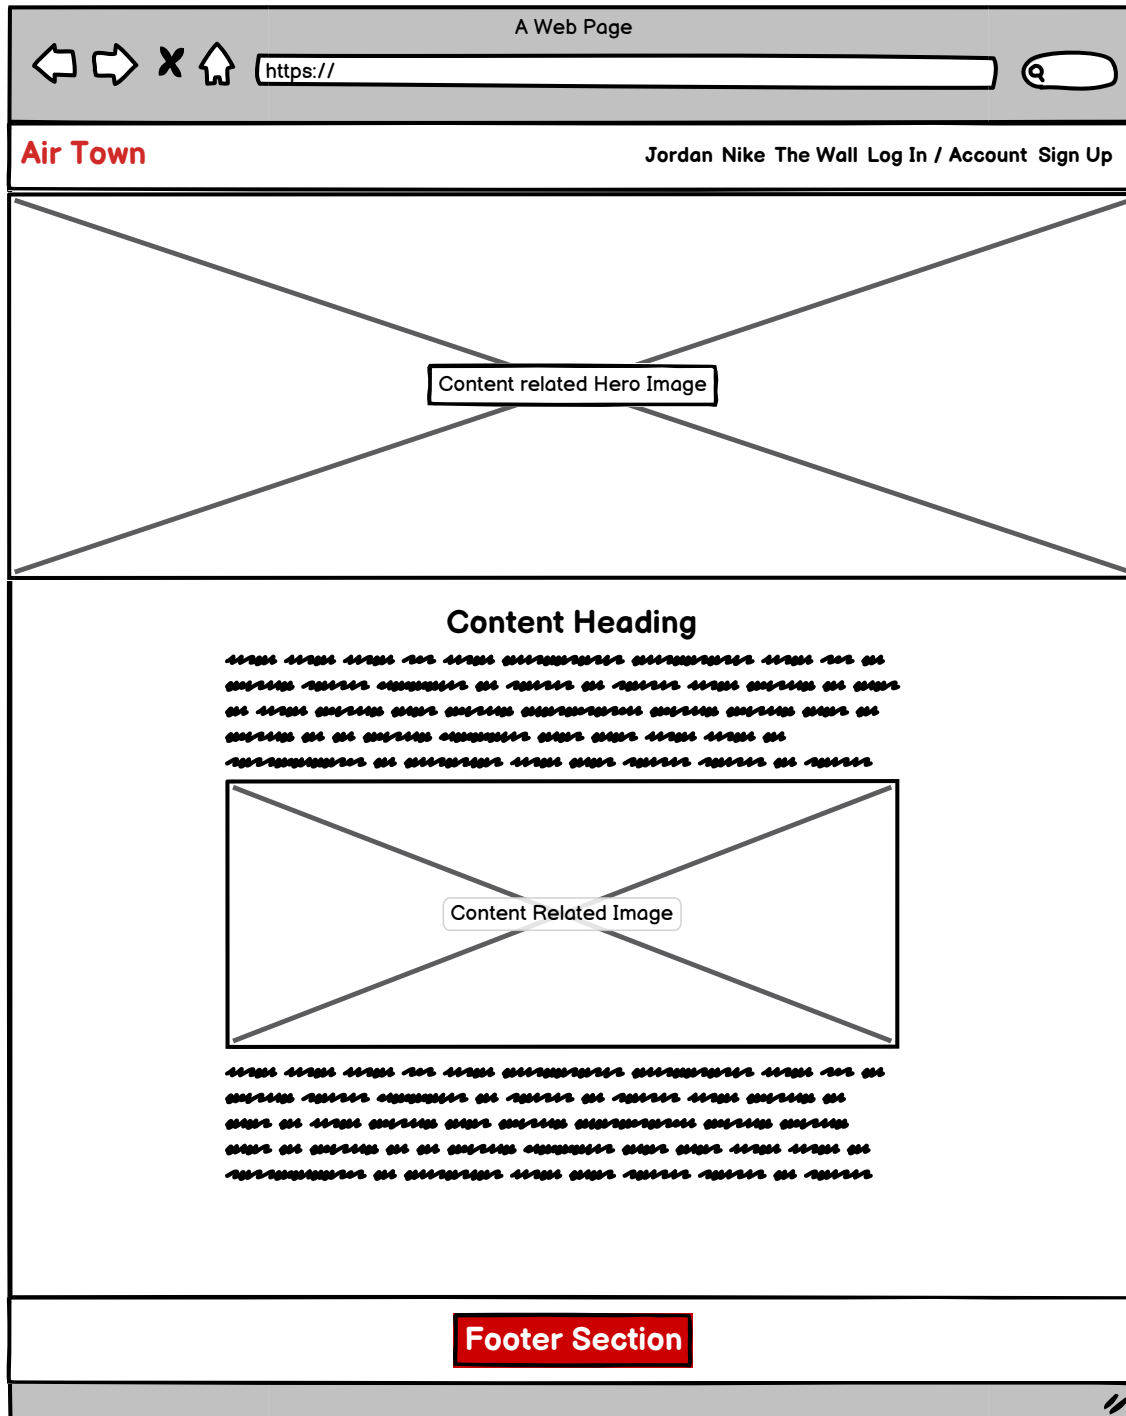 A Web Page
https://
Air Town
Jordan Nike The Wall Log In / Account Sign Up
Content related Hero Image
Content Heading
Content Related Image
Footer Section